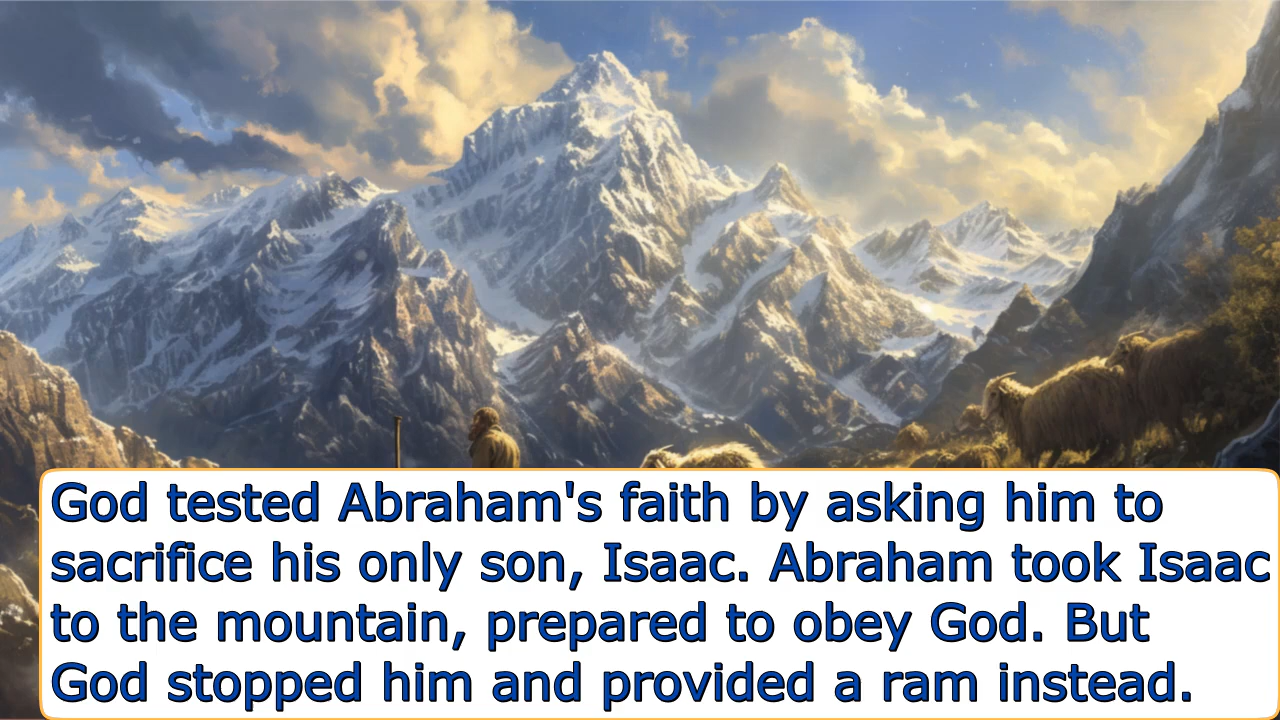 God tested Abraham's faith by asking him to
sacrifice his only son, Isaac. Abraham took Isaac
to the mountain, prepared to obey God. But
God stopped him and provided a ram instead.